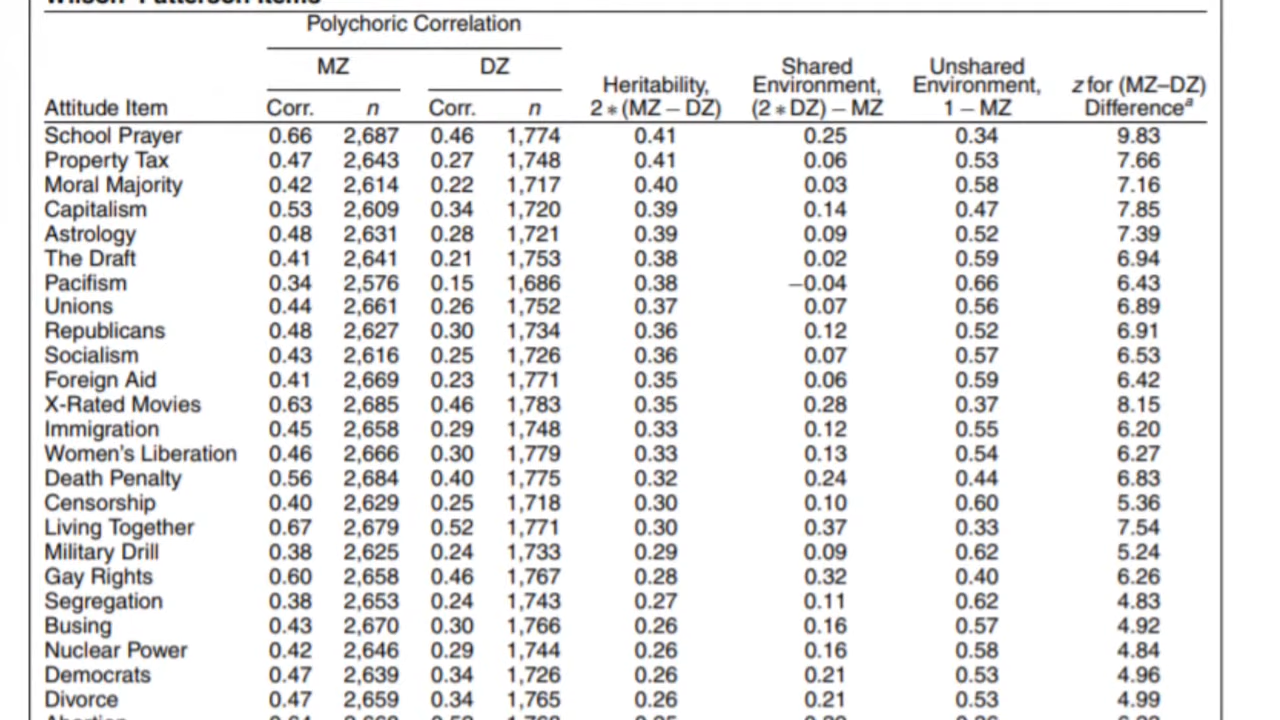 Wilson–Patterson Items
Polychoric Correlation
MZ DZ
Heritability, Shared Environment, Unshared Environment, z for (MZ–DZ)
Attitude Item Corr. n Corr. n 2 ∗ (MZ – DZ) (2 ∗ DZ) – MZ 1 – MZ Difference^a
School Prayer 0.66 2,687 0.46 1,774 0.41 0.25 0.34 9.83
Property Tax 0.47 2,643 0.27 1,748 0.41 0.06 0.53 7.66
Moral Majority 0.42 2,614 0.22 1,717 0.40 0.03 0.58 7.16
Capitalism 0.53 2,609 0.34 1,720 0.39 0.14 0.47 7.85
Astrology 0.48 2,631 0.28 1,721 0.39 0.09 0.52 7.39
The Draft 0.41 2,641 0.21 1,753 0.38 0.02 0.59 6.94
Pacifism 0.34 2,576 0.15 1,686 0.38 –0.04 0.66 6.43
Unions 0.44 2,661 0.26 1,752 0.37 0.07 0.56 6.89
Republicans 0.48 2,627 0.30 1,734 0.36 0.12 0.52 6.91
Socialism 0.43 2,616 0.25 1,726 0.36 0.07 0.57 6.53
Foreign Aid 0.41 2,669 0.23 1,771 0.35 0.06 0.59 6.42
X-Rated Movies 0.63 2,685 0.46 1,783 0.35 0.28 0.37 8.15
Immigration 0.45 2,658 0.29 1,748 0.33 0.12 0.55 6.20
Women's Liberation 0.46 2,666 0.30 1,779 0.33 0.13 0.54 6.27
Death Penalty 0.56 2,684 0.40 1,775 0.32 0.24 0.44 6.83
Censorship 0.40 2,629 0.25 1,718 0.30 0.10 0.60 5.36
Living Together 0.67 2,679 0.52 1,771 0.30 0.37 0.33 7.54
Military Drill 0.38 2,625 0.24 1,733 0.29 0.09 0.62 5.24
Gay Rights 0.60 2,658 0.46 1,767 0.28 0.32 0.40 6.26
Segregation 0.38 2,653 0.24 1,743 0.27 0.11 0.62 4.83
Busing 0.43 2,670 0.30 1,766 0.26 0.16 0.57 4.92
Nuclear Power 0.42 2,646 0.29 1,744 0.26 0.16 0.58 4.84
Democrats 0.47 2,639 0.34 1,726 0.26 0.21 0.53 4.96
Divorce 0.47 2,659 0.34 1,765 0.26 0.21 0.53 4.99